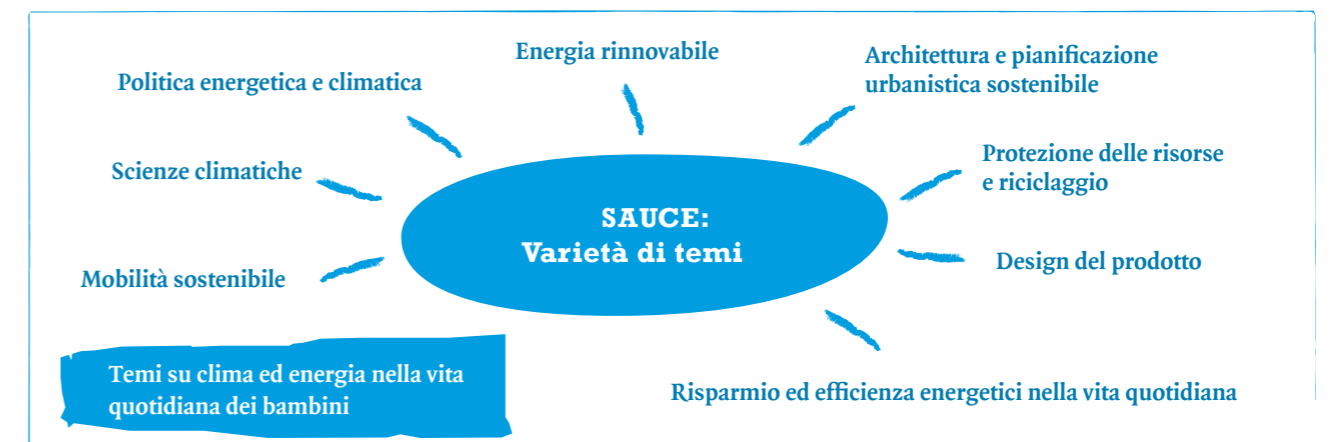 Energia rinnovabile
Architettura e pianificazione
urbanistica sostenibile
Politica energetica e climatica
Protezione delle risorse
e riciclaggio
Scienze climatiche
SAUCE:
Varietà di temi
Design del prodotto
Mobilità sostenibile
Temi su clima ed energia nella vita
quotidiana dei bambini
Risparmio ed efficienza energetici nella vita quotidiana